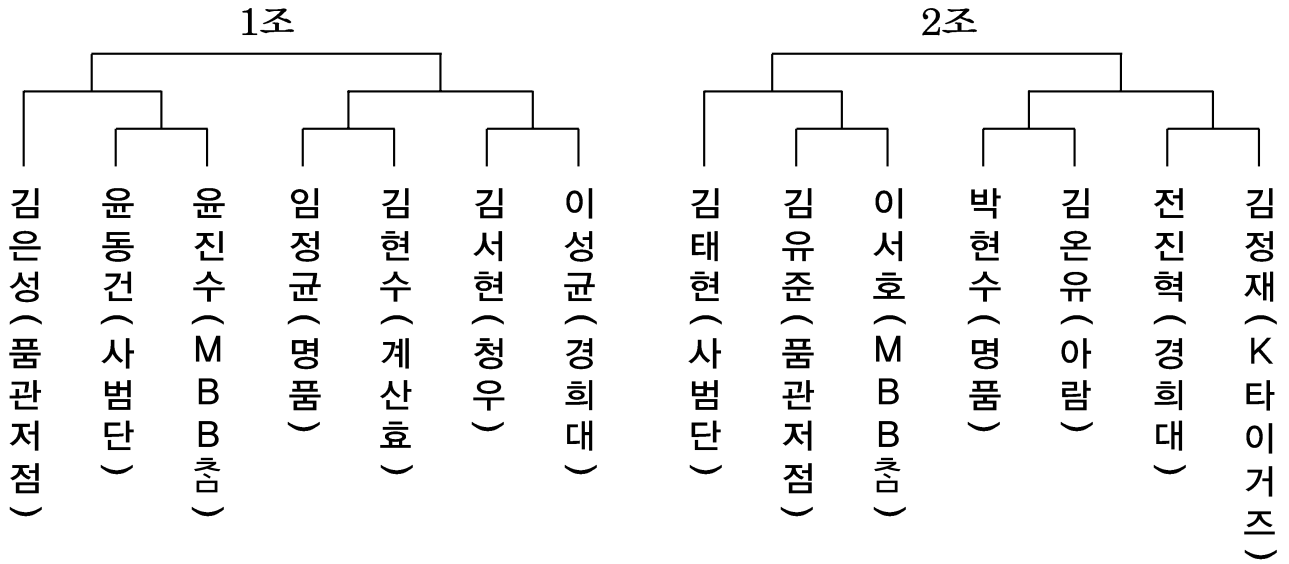 1조
김은성(품관저점)
윤동건(사범단)
윤진수(MBB촘)
임정균(명품)
김현수(계산효)
김서현(청우)
이성균(경희대)
2조
김태현(사범단)
김유준(품관저점)
이서호(MBB촘)
박현수(명품)
김온유(아람)
전진혁(경희대)
김정재(K타이거즈)